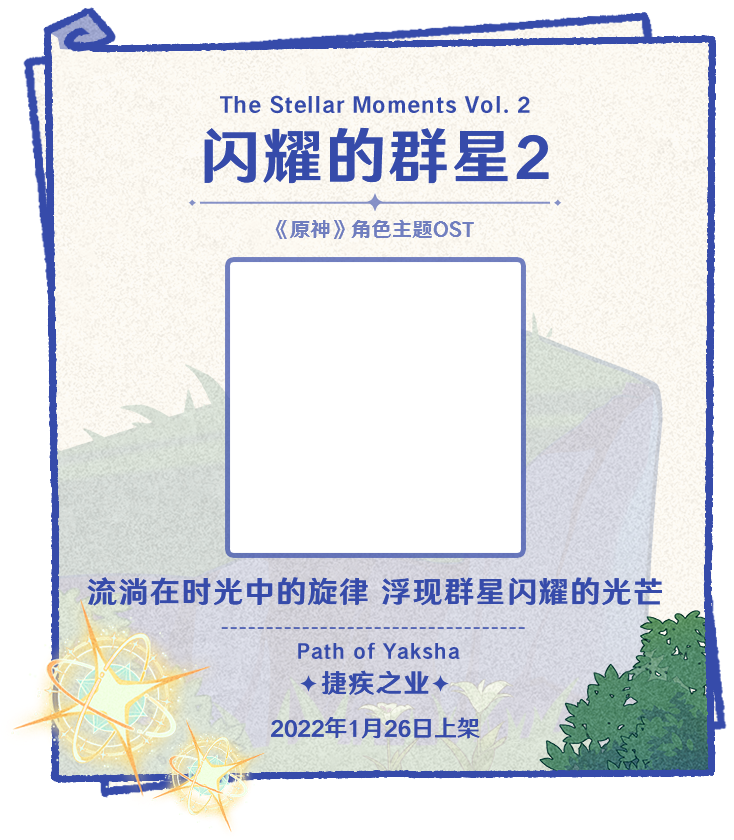 The Stellar Moments Vol. 2
闪耀的群星2
《原神》角色主题OST
流淌在时光中的旋律 浮现群星闪耀的光芒
Path of Yaksha
捷疾之业
2022年1月26日上架